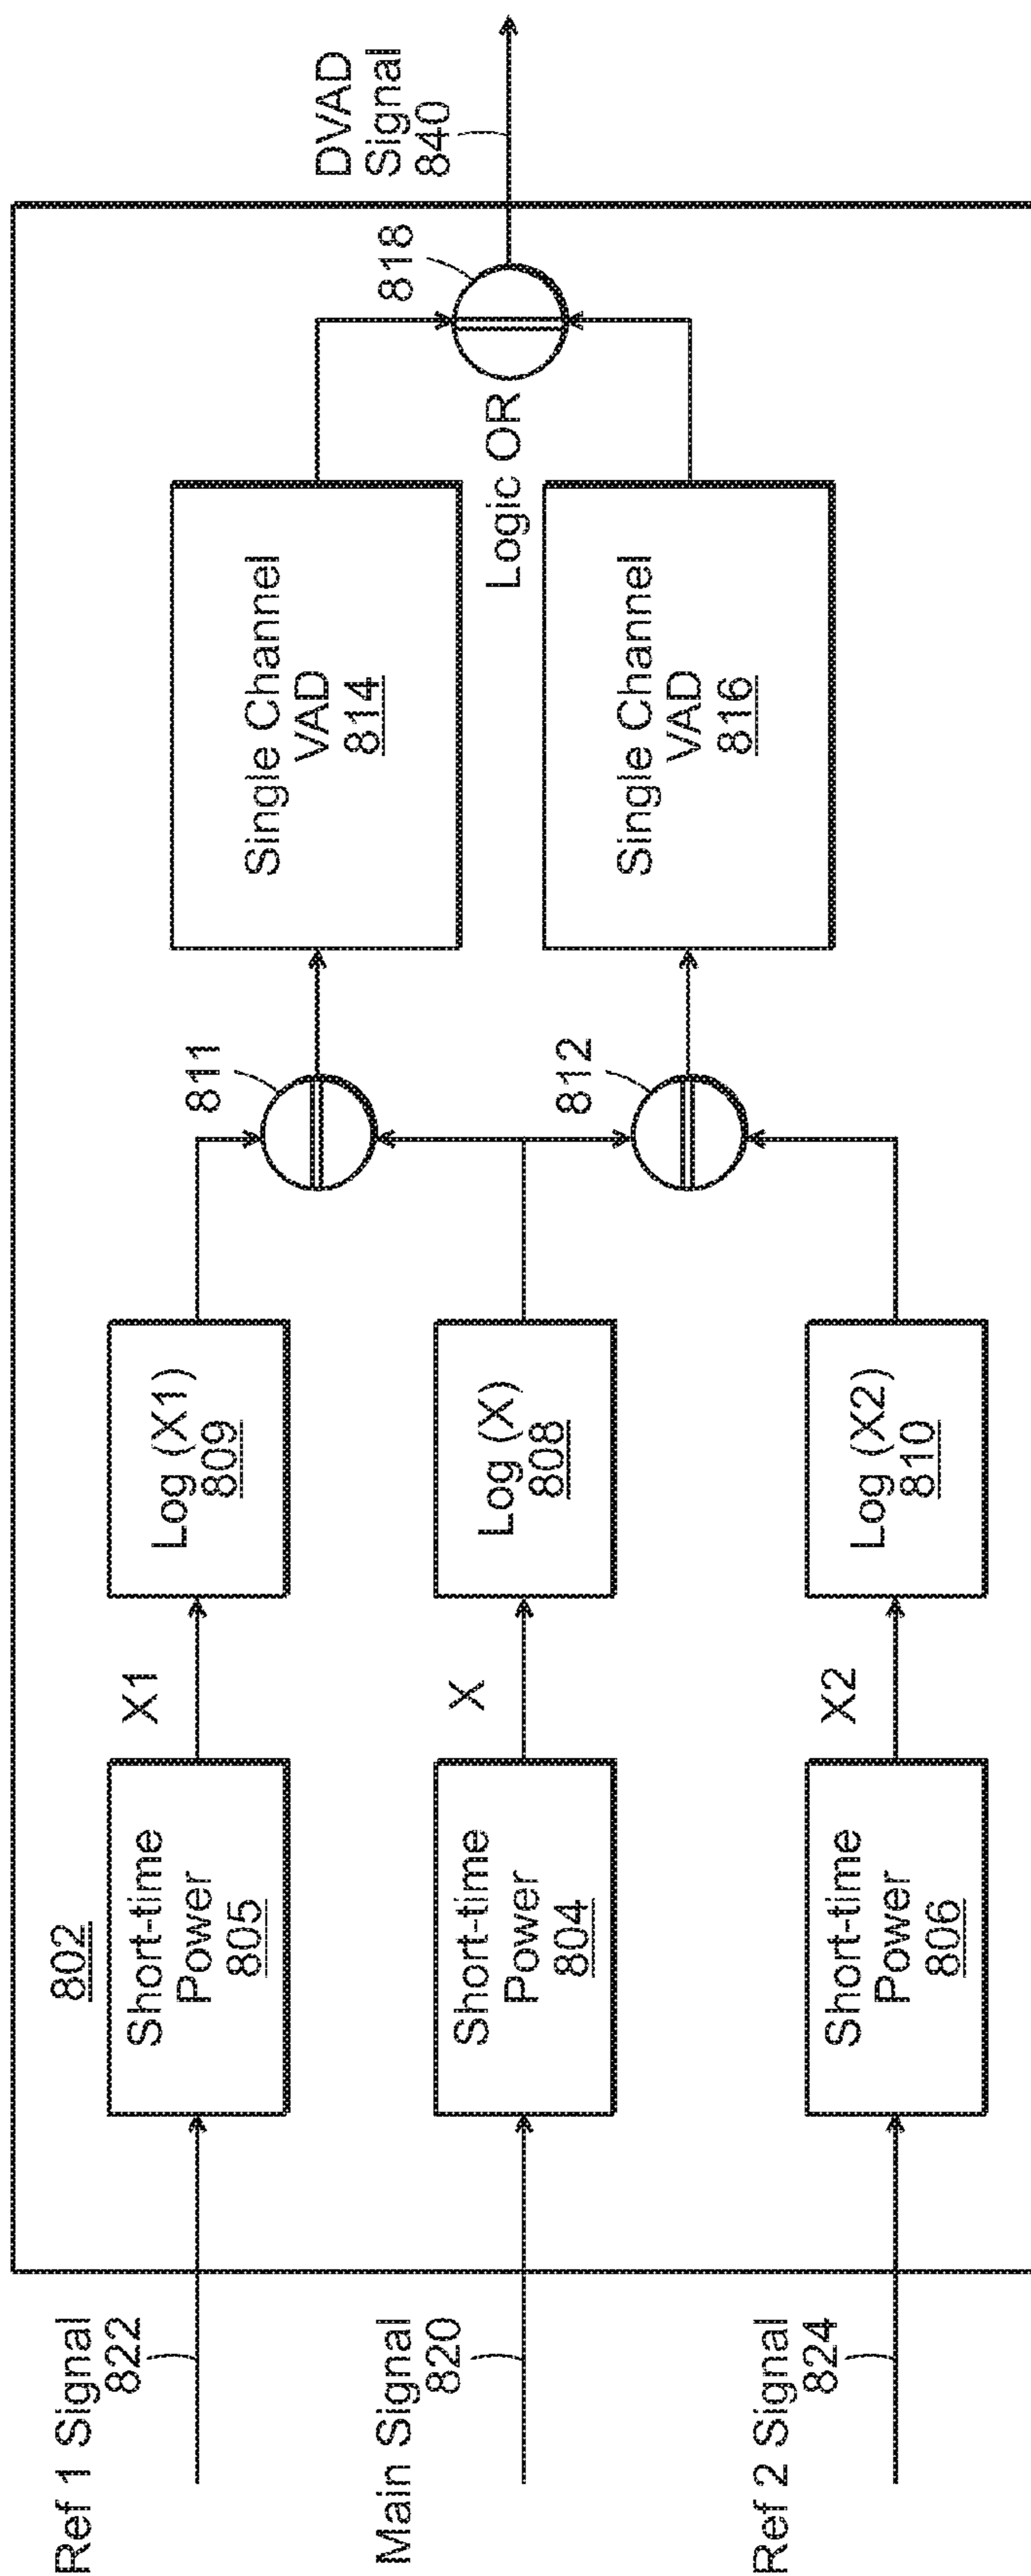 Ref 1 Signal
822
Main Signal
820
Ref 2 Signal
824
802
Short-time
Power
805
Short-time
Power
804
Short-time
Power
806
X1
X
X2
Log (X1)
809
Log (X)
808
Log (X2)
810
811
812
Single Channel
VAD
814
Single Channel
VAD
816
Logic OR
818
DVAD
Signal
840